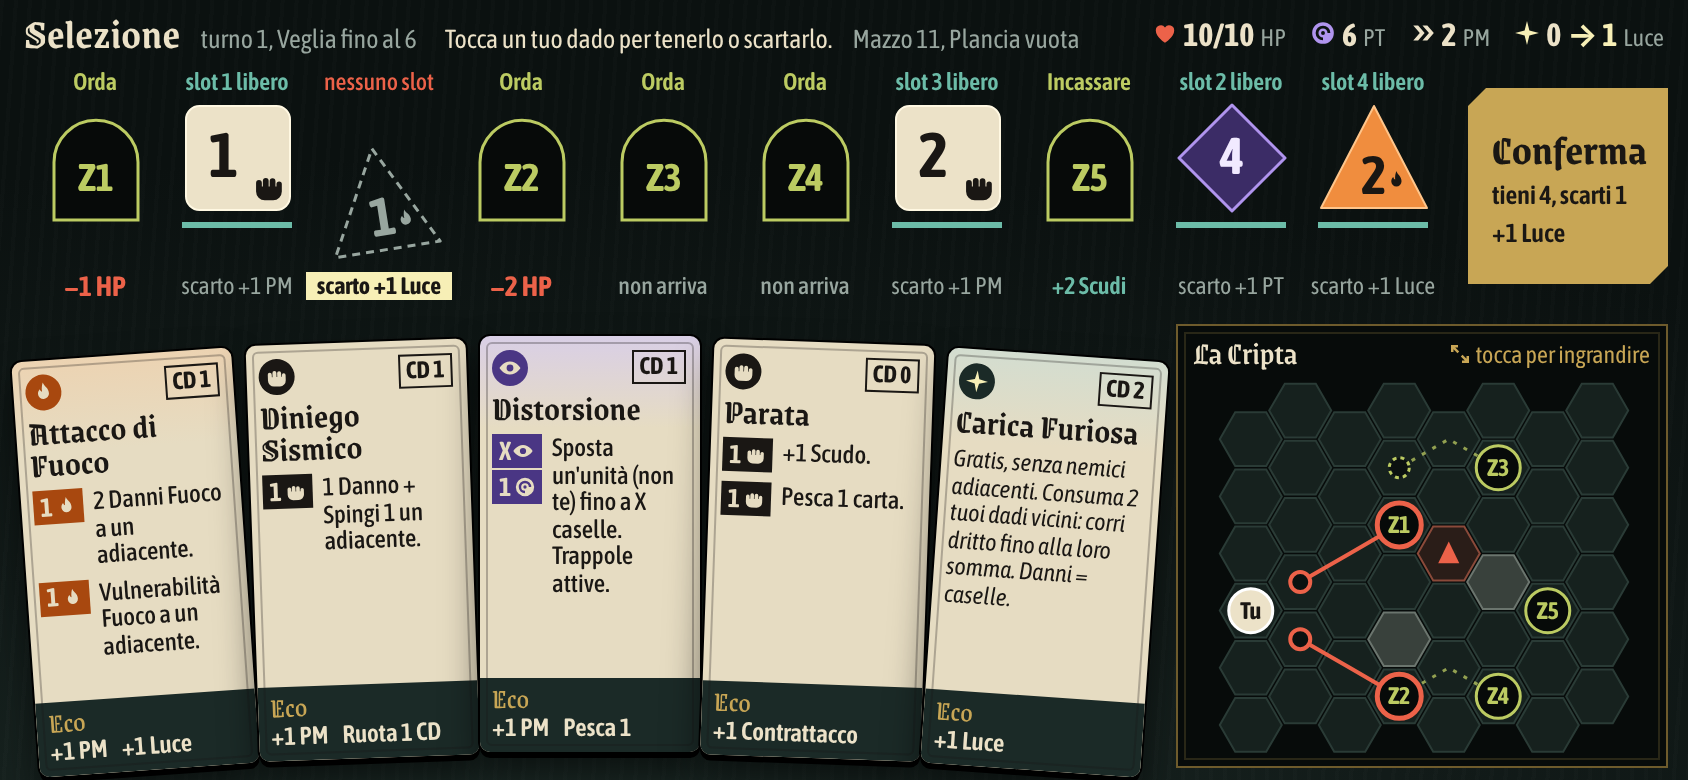 Selezione turno 1, Veglia fino al 6 Tocca un tuo dado per tenerlo o scartarlo. Mazzo 11, Plancia vuota 10/10 HP 6 PT 2 PM 0 → 1 Luce
Orda slot 1 libero nessuno slot Orda Orda Orda slot 3 libero Incassare slot 2 libero slot 4 libero
Z1 1 1 Z2 Z3 Z4 2 Z5 4 2
–1 HP scarto +1 PM scarto +1 Luce –2 HP non arriva non arriva scarto +1 PM +2 Scudi scarto +1 PT scarto +1 Luce
Conferma
tieni 4, scarti 1
+1 Luce
CD 1
Attacco di
Fuoco
1 2 Danni Fuoco
a un
adiacente.
1 Vulnerabilità
Fuoco a un
adiacente.
Eco
+1 PM +1 Luce
CD 1
Diniego
Sismico
1 1 Danno +
Spingi 1 un
adiacente.
Eco
+1 PM Ruota 1 CD
CD 1
Distorsione
X Sposta
un'unità (non
1 te) fino a X
caselle.
Trappole
attive.
Eco
+1 PM Pesca 1
CD 0
Parata
1 +1 Scudo.
1 Pesca 1 carta.
Eco
+1 Contrattacco
CD 2
Carica Furiosa
Gratis, senza nemici
adiacenti. Consuma 2
tuoi dadi vicini: corri
dritto fino alla loro
somma. Danni =
caselle.
Eco
+1 Luce
La Cripta tocca per ingrandire
Z3
Z1
Tu Z5
Z2 Z4